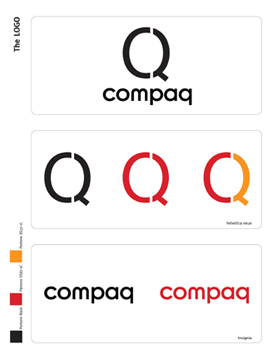 The LOGO
Q
compaq
Q Q Q
helvetica neue
compaq compaq
Insignia